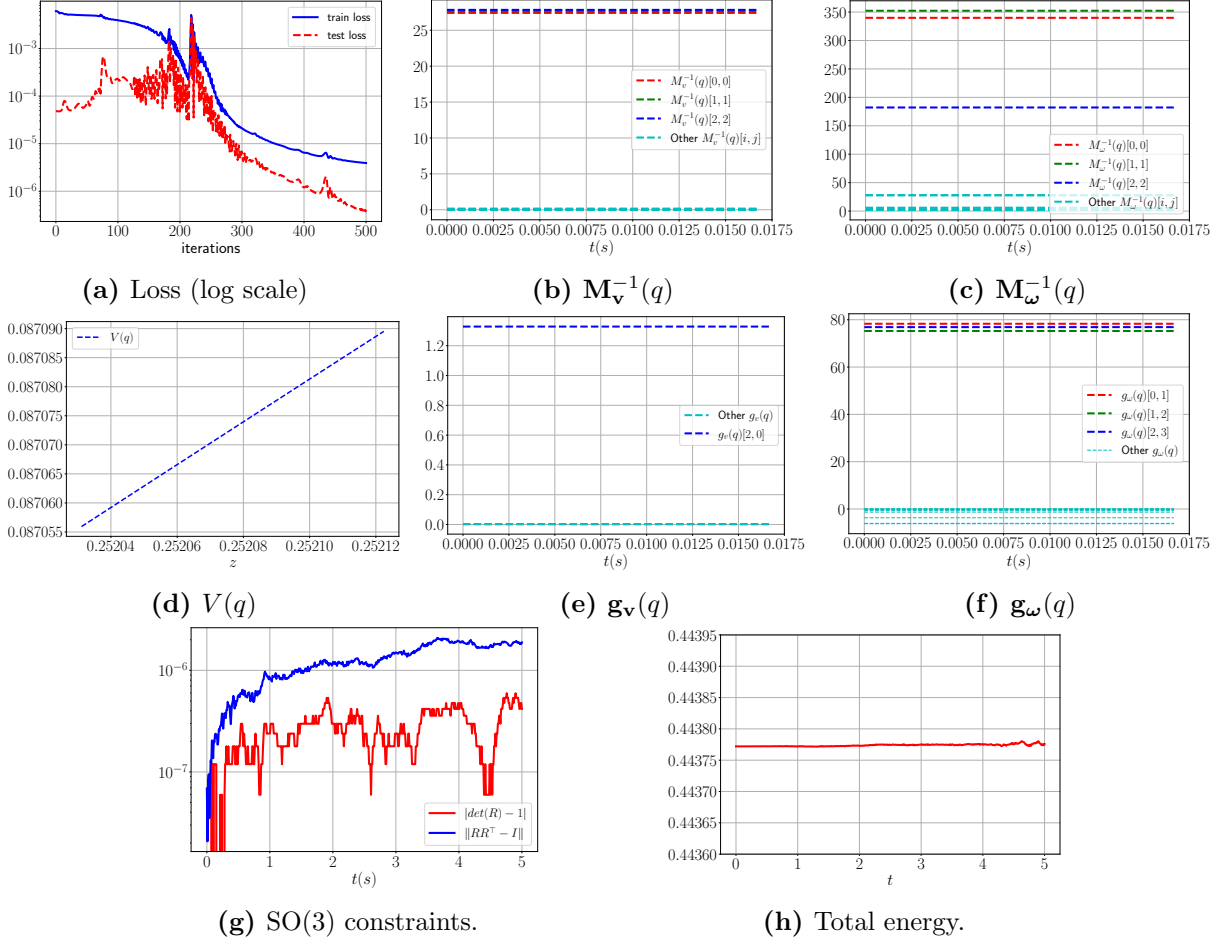 10⁻³
10⁻⁴
10⁻⁵
10⁻⁶
train loss
test loss
0 100 200 300 400 500
iterations
(a) Loss (log scale)
25
20
15
10
5
0
M_v^{-1}(q)[0, 0]
M_v^{-1}(q)[1, 1]
M_v^{-1}(q)[2, 2]
Other M_v^{-1}(q)[i, j]
0.0000 0.0025 0.0050 0.0075 0.0100 0.0125 0.0150 0.0175
t(s)
(b) M_v^{-1}(q)
350
300
250
200
150
100
50
0
M_ω^{-1}(q)[0, 0]
M_ω^{-1}(q)[1, 1]
M_ω^{-1}(q)[2, 2]
Other M_ω^{-1}(q)[i, j]
0.0000 0.0025 0.0050 0.0075 0.0100 0.0125 0.0150 0.0175
t(s)
(c) M_ω^{-1}(q)
0.087090
0.087085
0.087080
0.087075
0.087070
0.087065
0.087060
0.087055
V(q)
0.25204 0.25206 0.25208 0.25210 0.25212
z
(d) V(q)
1.2
1.0
0.8
0.6
0.4
0.2
0.0
Other g_v(q)
g_v(q)[2, 0]
0.0000 0.0025 0.0050 0.0075 0.0100 0.0125 0.0150 0.0175
t(s)
(e) g_v(q)
80
60
40
20
0
g_ω(q)[0, 1]
g_ω(q)[1, 2]
g_ω(q)[2, 3]
Other g_ω(q)
0.0000 0.0025 0.0050 0.0075 0.0100 0.0125 0.0150 0.0175
t(s)
(f) g_ω(q)
10⁻⁶
10⁻⁷
|det(R) − 1|
‖RR^⊤ − I‖
0 1 2 3 4 5
t(s)
(g) SO(3) constraints.
0.44395
0.44390
0.44385
0.44380
0.44375
0.44370
0.44365
0.44360
0 1 2 3 4 5
t
(h) Total energy.